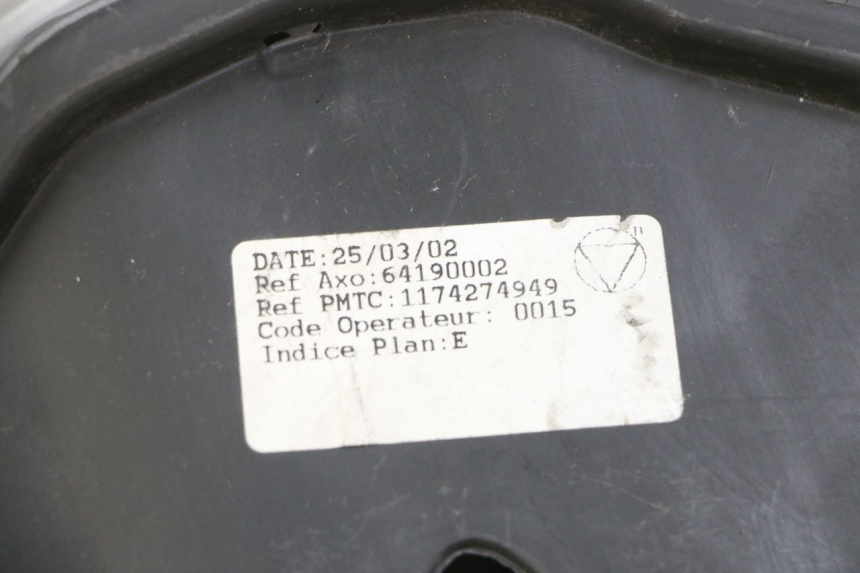 DATE:25/03/02
Ref Axo:64190002
Ref PMTC:1174274949
Code Operateur: 0015
Indice Plan:E